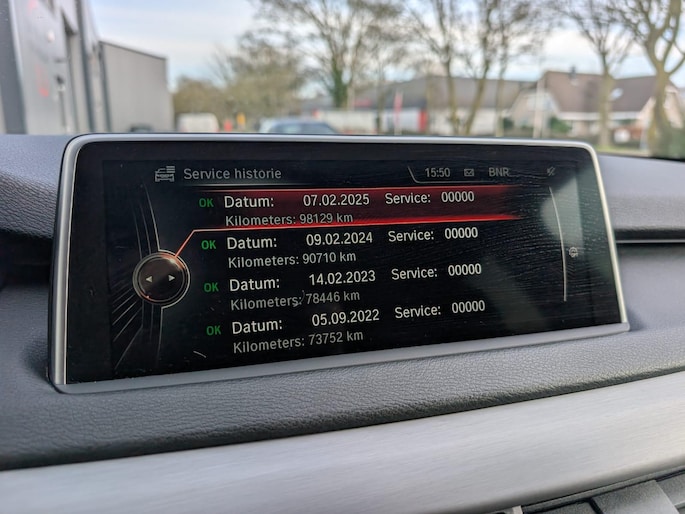 Service historie 15:50 BNR
OK Datum: 07.02.2025 Service: 00000
Kilometers: 98129 km
OK Datum: 09.02.2024 Service: 00000
Kilometers: 90710 km
OK Datum: 14.02.2023 Service: 00000
Kilometers: 78446 km
OK Datum: 05.09.2022 Service: 00000
Kilometers: 73752 km